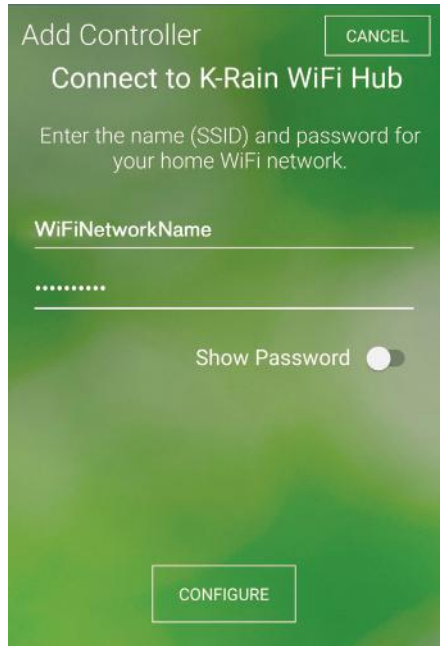 Add Controller
CANCEL
Connect to K-Rain WiFi Hub
Enter the name (SSID) and password for
your home WiFi network.
WiFiNetworkName
••••••••••
Show Password
CONFIGURE